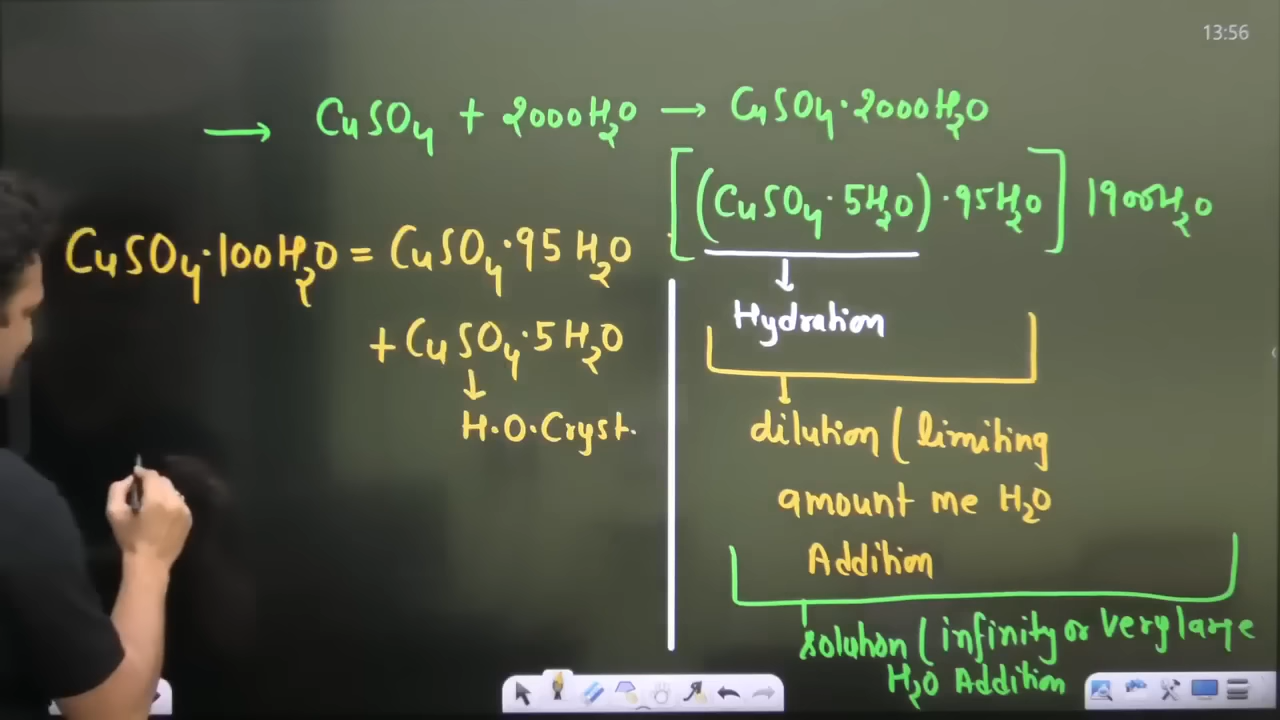 13:56
→ CuSO₄ + 2000H₂O → CuSO₄·2000H₂O
[(CuSO₄·5H₂O)·95H₂O] 1900H₂O
CuSO₄·100H₂O = CuSO₄·95H₂O
+ CuSO₄·5H₂O
↓
H·O·Cryst.
↓
Hydration
dilution (limiting
amount me H₂O
Addition
solution (infinity or very large
H₂O Addition